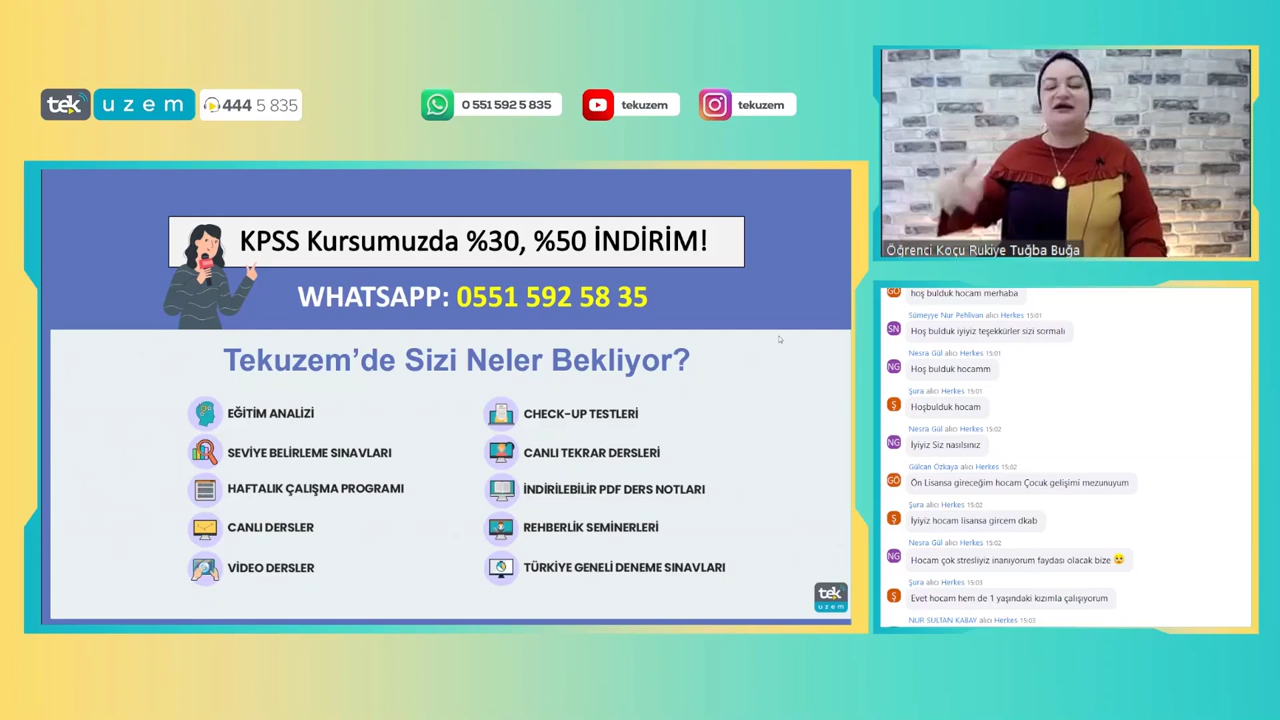 tek uzem 444 5 835
0 551 592 5 835
tekuzem
tekuzem
KPSS Kursumuzda %30, %50 İNDİRİM!
WHATSAPP: 0551 592 58 35
Tekuzem’de Sizi Neler Bekliyor?
EĞİTİM ANALİZİ
SEVİYE BELİRLEME SINAVLARI
HAFTALIK ÇALIŞMA PROGRAMI
CANLI DERSLER
VİDEO DERSLER
CHECK-UP TESTLERİ
CANLI TEKRAR DERSLERİ
İNDİRİLEBİLİR PDF DERS NOTLARI
REHBERLİK SEMİNERLERİ
TÜRKİYE GENELİ DENEME SINAVLARI
tek
uzem
Öğrenci Koçu Rukiye Tuğba Buğa
GÖ hoş bulduk hocam merhaba
Sümeyye Nur Pehlivan alıcı Herkes 15:01
SN Hoş bulduk iyiyiz teşekkürler sizi sormalı
Nesra Gül alıcı Herkes 15:01
NG Hoş bulduk hocamm
Şura alıcı Herkes 15:01
Ş Hoşbulduk hocam
Nesra Gül alıcı Herkes 15:02
NG İyiyiz Siz nasılsınız
Gülcan Özkaya alıcı Herkes 15:02
GÖ Ön Lisansa gireceğim hocam Çocuk gelişimi mezunuyum
Şura alıcı Herkes 15:02
Ş İyiyiz hocam lisansa gircem dkab
Nesra Gül alıcı Herkes 15:02
NG Hocam çok stresliyiz inanıyorum faydası olacak bize
Şura alıcı Herkes 15:03
Ş Evet hocam hem de 1 yaşındaki kızımla çalışıyorum
NUR SULTAN KABAY alıcı Herkes 15:03